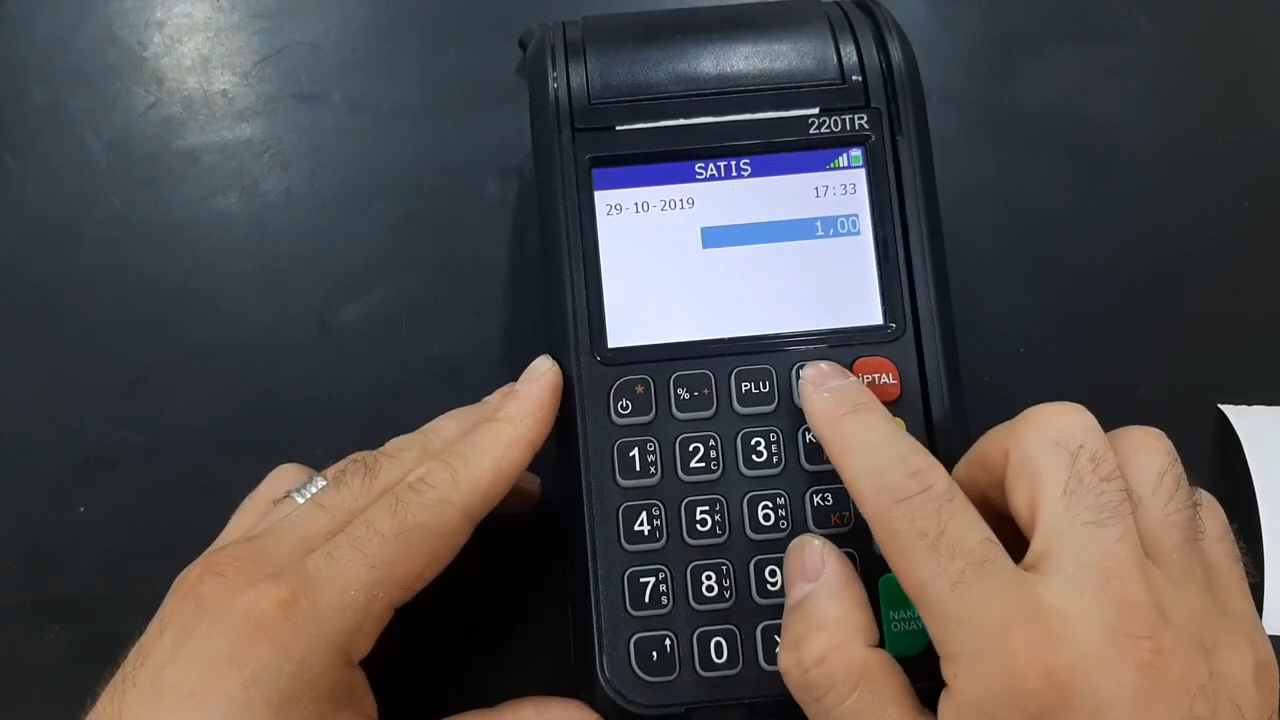 220TR
SATIŞ
29-10-2019
17:33
1,00
* % - + PLU İPTAL
1 Q W X 2 A B C 3 D E F
4 G H I 5 J K L 6 M N O K3 K7
7 P R S 8 T U V 9
, 0 ONAY